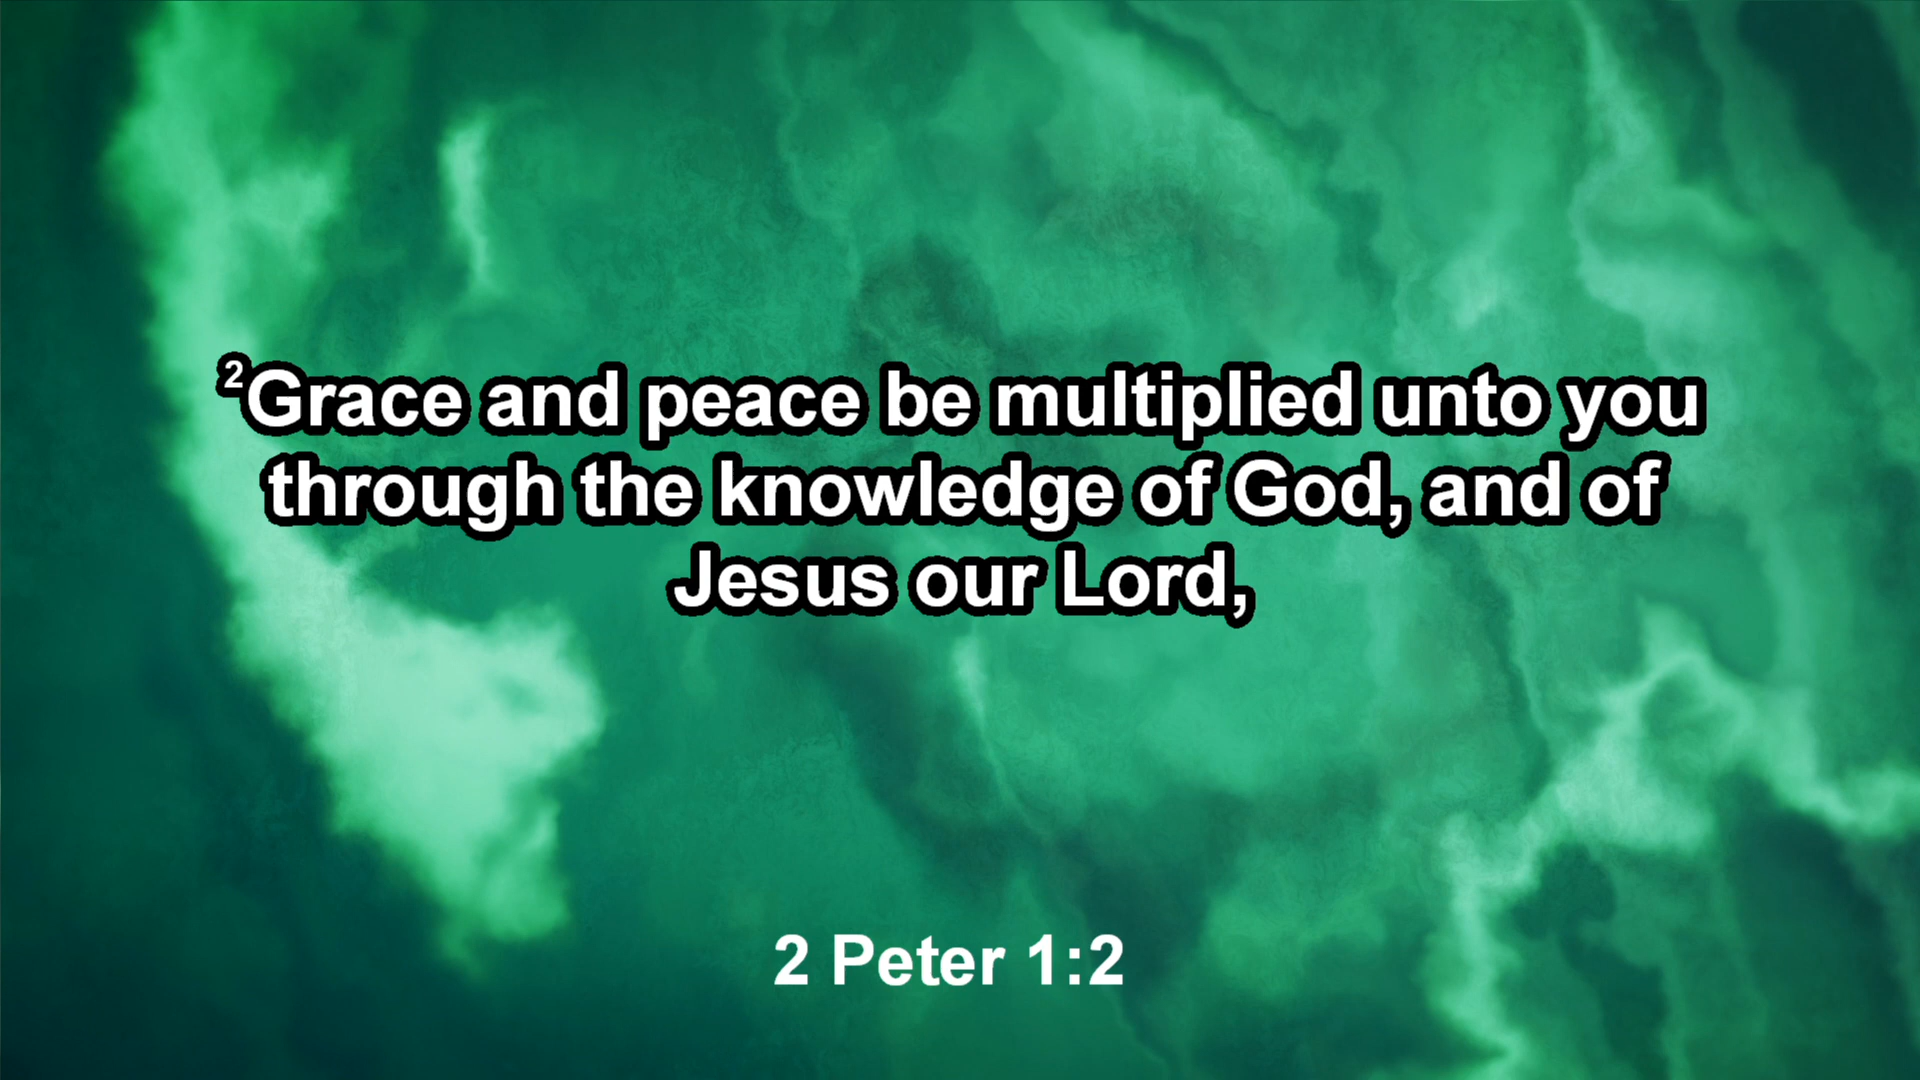 ²Grace and peace be multiplied unto you
through the knowledge of God, and of
Jesus our Lord,
2 Peter 1:2